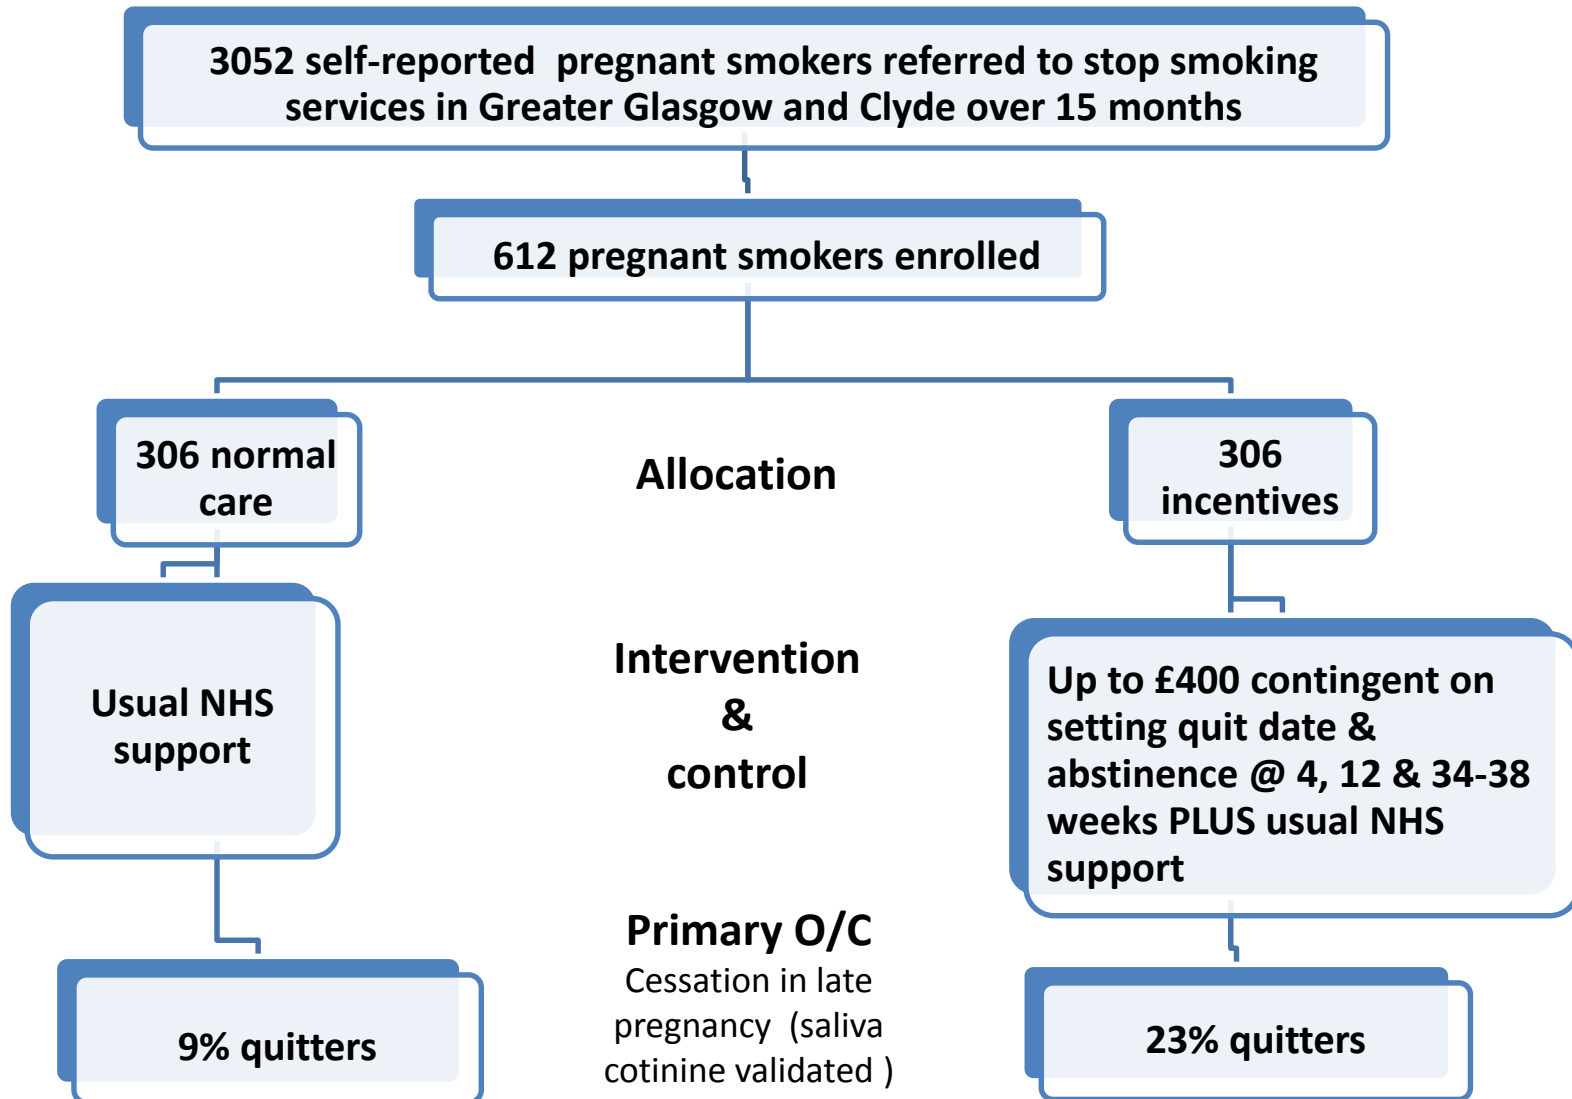 3052 self-reported  pregnant smokers referred to stop smoking
services in Greater Glasgow and Clyde over 15 months
612 pregnant smokers enrolled
306 normal
care
Allocation
306
incentives
Usual NHS
support
Intervention
&
control
Up to £400 contingent on
setting quit date &
abstinence @ 4, 12 & 34-38
weeks PLUS usual NHS
support
Primary O/C
Cessation in late
pregnancy  (saliva
cotinine validated )
9% quitters
23% quitters